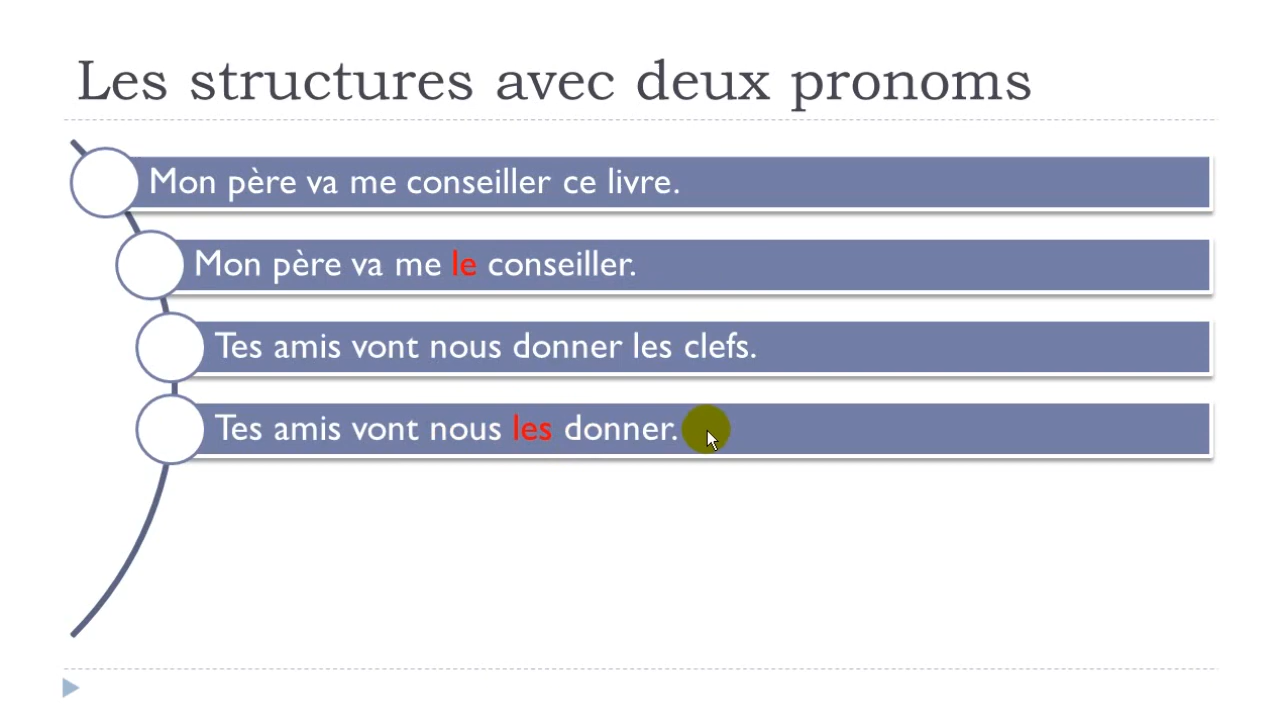 Les structures avec deux pronoms
Mon père va me conseiller ce livre.
Mon père va me le conseiller.
Tes amis vont nous donner les clefs.
Tes amis vont nous les donner.